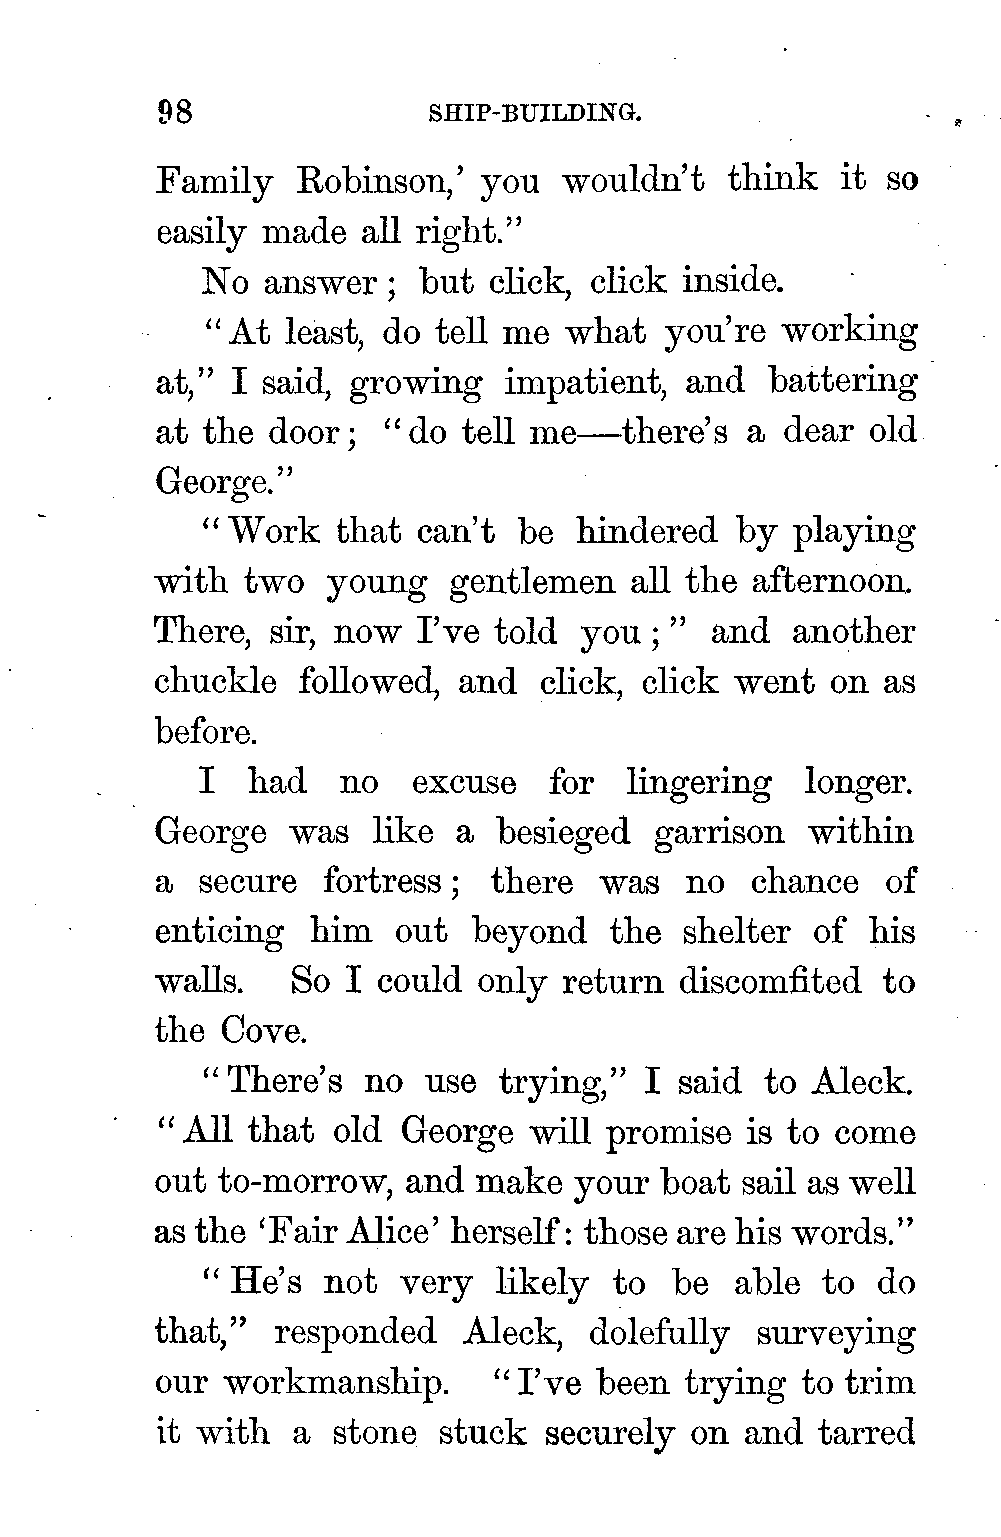 98 SHIP-BUILDING.
Family Robinson,’ you wouldn’t think it so
easily made all right.”
No answer; but click, click inside.
“At least, do tell me what you’re working
at,” I said, growing impatient, and battering
at the door; “do tell me—there’s a dear old
George.”
“Work that can’t be hindered by playing
with two young gentlemen all the afternoon.
There, sir, now I’ve told you;” and another
chuckle followed, and click, click went on as
before.
I had no excuse for lingering longer.
George was like a besieged garrison within
a secure fortress; there was no chance of
enticing him out beyond the shelter of his
walls. So I could only return discomfited to
the Cove.
“There’s no use trying,” I said to Aleck.
“All that old George will promise is to come
out to-morrow, and make your boat sail as well
as the ‘Fair Alice’ herself: those are his words.”
“He’s not very likely to be able to do
that,” responded Aleck, dolefully surveying
our workmanship. “I’ve been trying to trim
it with a stone stuck securely on and tarred